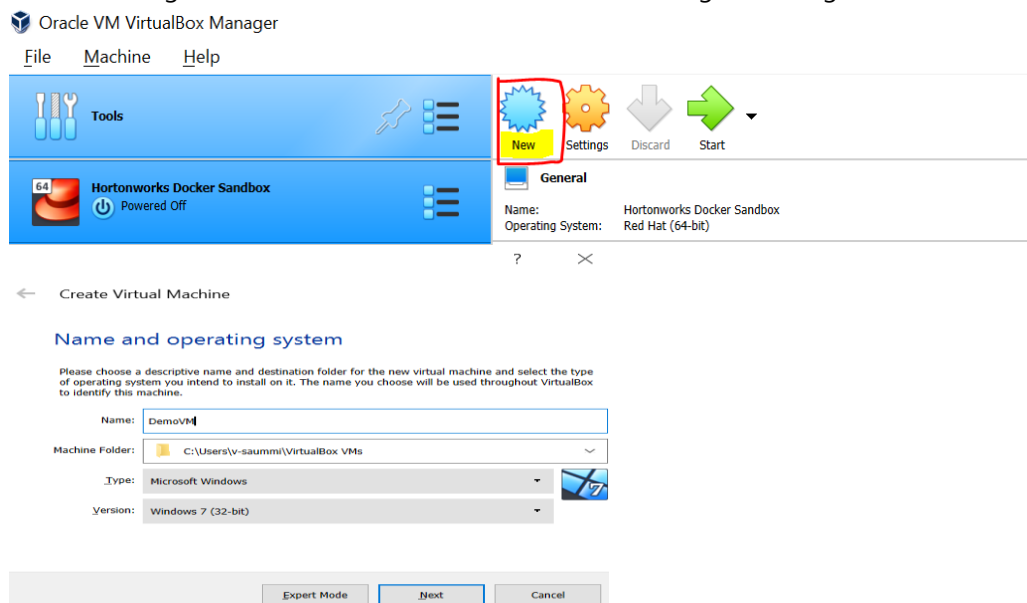 Oracle VM VirtualBox Manager
File Machine Help
Tools
New Settings Discard Start
64
Hortonworks Docker Sandbox
Powered Off
General
Name: Hortonworks Docker Sandbox
Operating System: Red Hat (64-bit)
?
Create Virtual Machine
Name and operating system
Please choose a descriptive name and destination folder for the new virtual machine and select the type
of operating system you intend to install on it. The name you choose will be used throughout VirtualBox
to identify this machine.
Name: DemoVM
Machine Folder: C:\Users\v-saummi\VirtualBox VMs
Type: Microsoft Windows
7
Version: Windows 7 (32-bit)
Expert Mode Next Cancel